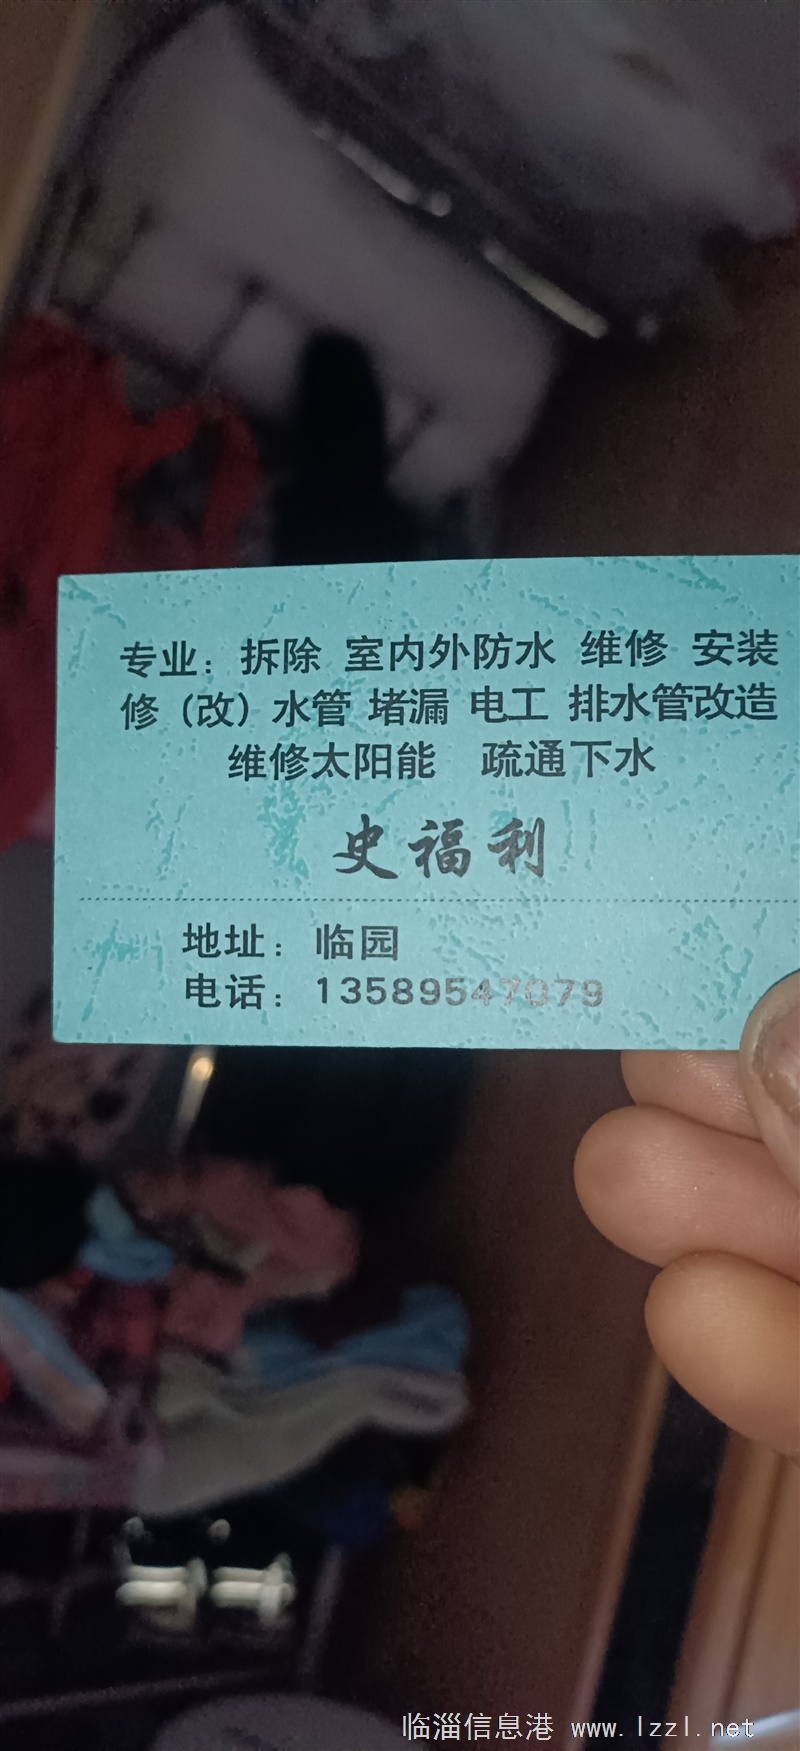 专业：拆除 室内外防水 维修 安装
修（改）水管 堵漏 电工 排水管改造
维修太阳能 疏通下水
史福利
地址：临园
电话：13589547079
临淄信息港 www.lzzl.net